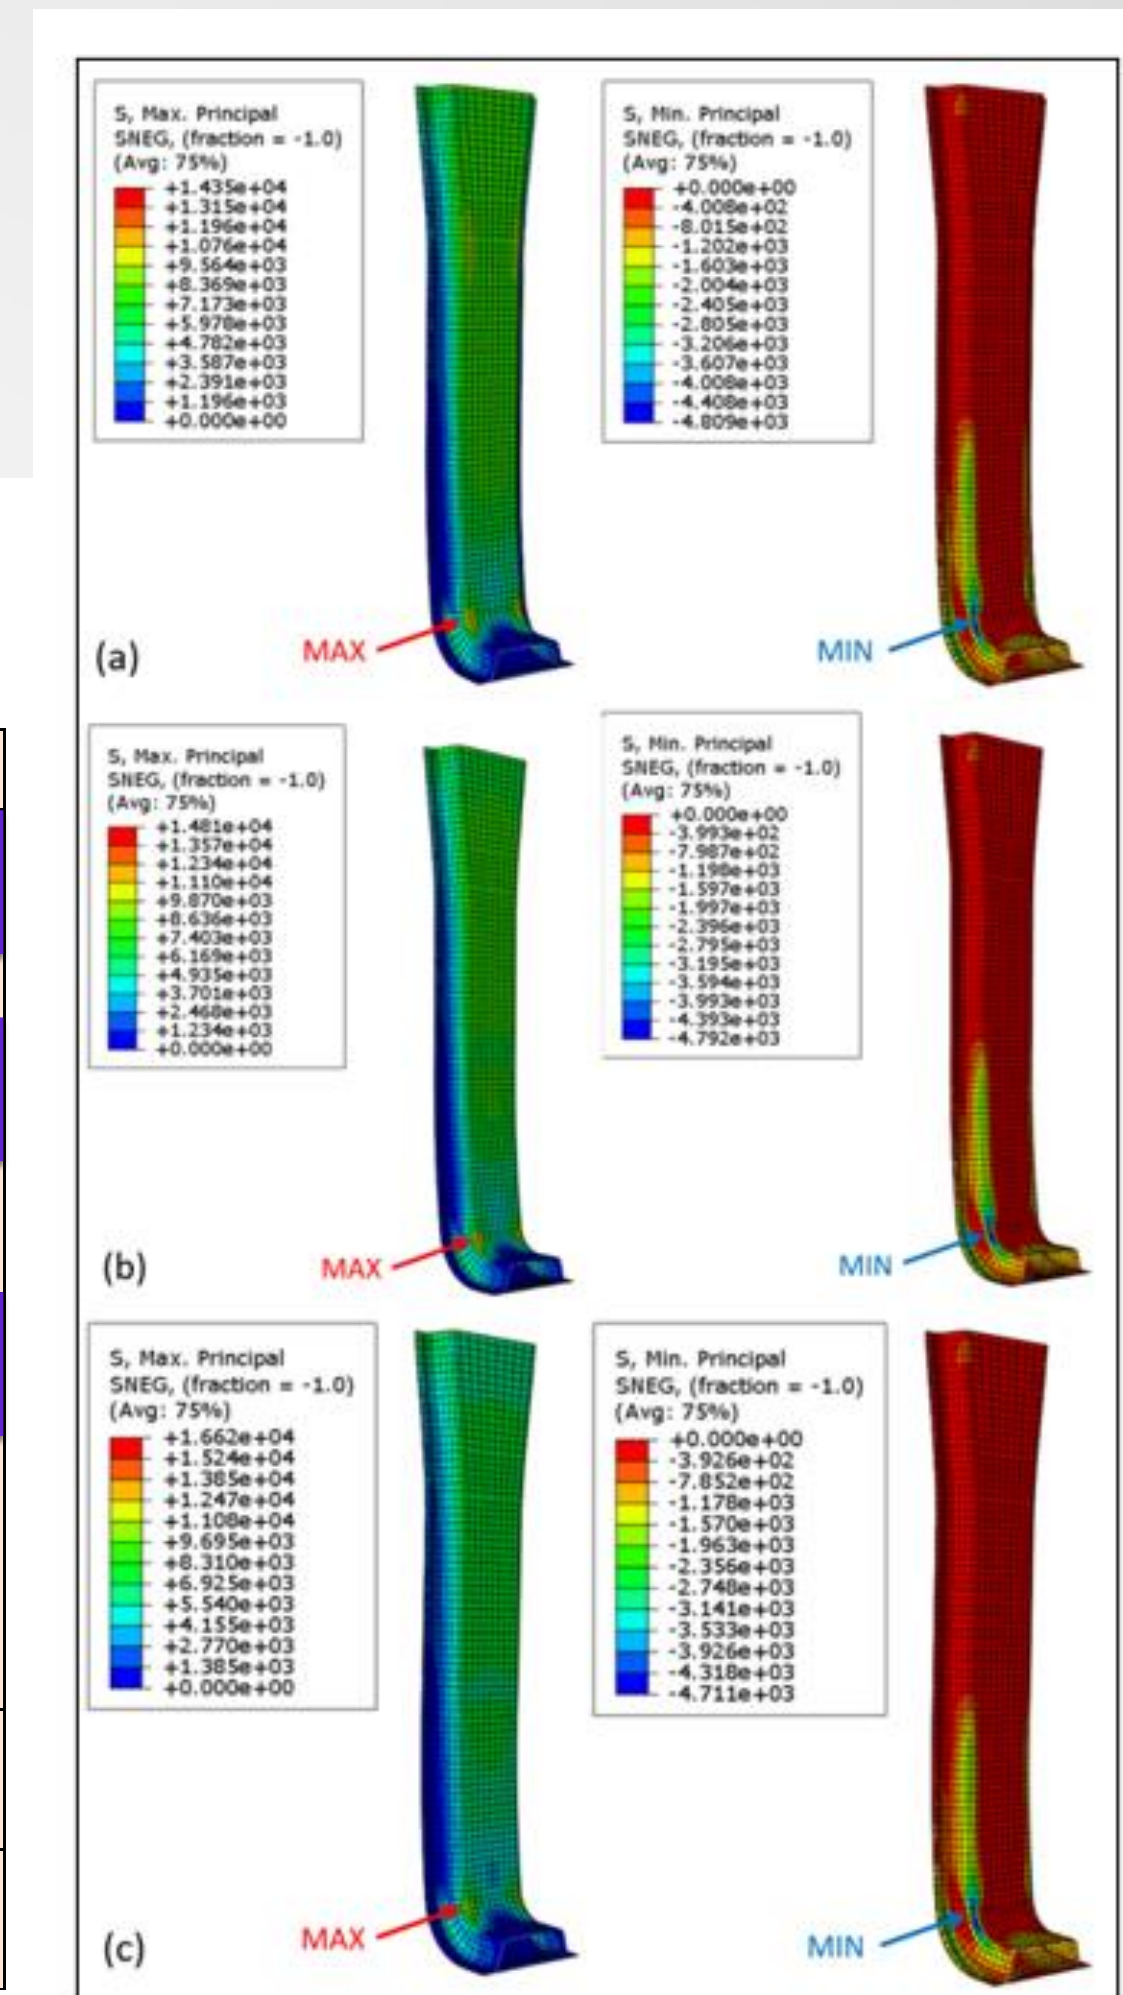 S, Max. Principal
SNEG, (fraction = -1.0)
(Avg: 75%)
+1.435e+04
+1.315e+04
+1.196e+04
+1.076e+04
+9.564e+03
+8.369e+03
+7.173e+03
+5.978e+03
+4.782e+03
+3.587e+03
+2.391e+03
+1.196e+03
+0.000e+00
S, Min. Principal
SNEG, (fraction = -1.0)
(Avg: 75%)
+0.000e+00
-4.008e+02
-8.015e+02
-1.202e+03
-1.603e+03
-2.004e+03
-2.405e+03
-2.805e+03
-3.206e+03
-3.607e+03
-4.008e+03
-4.408e+03
-4.809e+03
MAX
MIN
(a)
S, Max. Principal
SNEG, (fraction = -1.0)
(Avg: 75%)
+1.481e+04
+1.357e+04
+1.234e+04
+1.110e+04
+9.870e+03
+8.636e+03
+7.403e+03
+6.169e+03
+4.935e+03
+3.701e+03
+2.468e+03
+1.234e+03
+0.000e+00
S, Min. Principal
SNEG, (fraction = -1.0)
(Avg: 75%)
+0.000e+00
-3.993e+02
-7.987e+02
-1.198e+03
-1.597e+03
-1.997e+03
-2.396e+03
-2.795e+03
-3.195e+03
-3.594e+03
-3.993e+03
-4.393e+03
-4.792e+03
MAX
MIN
(b)
S, Max. Principal
SNEG, (fraction = -1.0)
(Avg: 75%)
+1.662e+04
+1.524e+04
+1.385e+04
+1.247e+04
+1.108e+04
+9.695e+03
+8.310e+03
+6.925e+03
+5.540e+03
+4.155e+03
+2.770e+03
+1.385e+03
+0.000e+00
S, Min. Principal
SNEG, (fraction = -1.0)
(Avg: 75%)
+0.000e+00
-3.926e+02
-7.852e+02
-1.178e+03
-1.570e+03
-1.963e+03
-2.356e+03
-2.748e+03
-3.141e+03
-3.533e+03
-3.926e+03
-4.318e+03
-4.711e+03
MAX
MIN
(c)